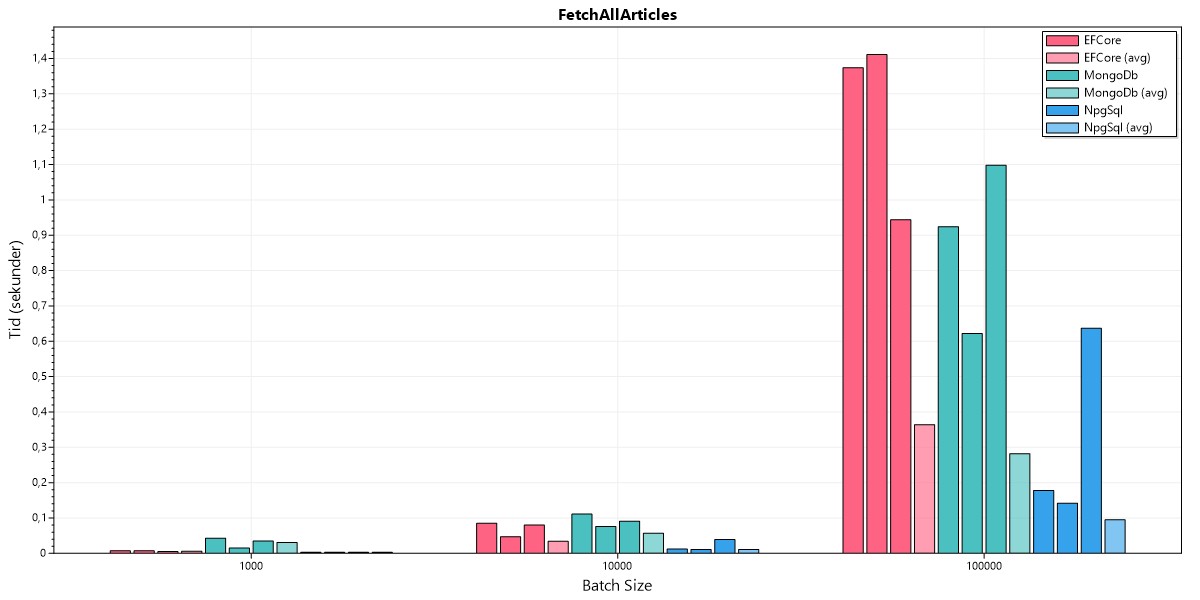 FetchAllArticles
EFCore
EFCore (avg)
MongoDb
MongoDb (avg)
NpgSql
NpgSql (avg)
Tid (sekunder)
1,4
1,3
1,2
1,1
1
0,9
0,8
0,7
0,6
0,5
0,4
0,3
0,2
0,1
0
1000
10000
100000
Batch Size